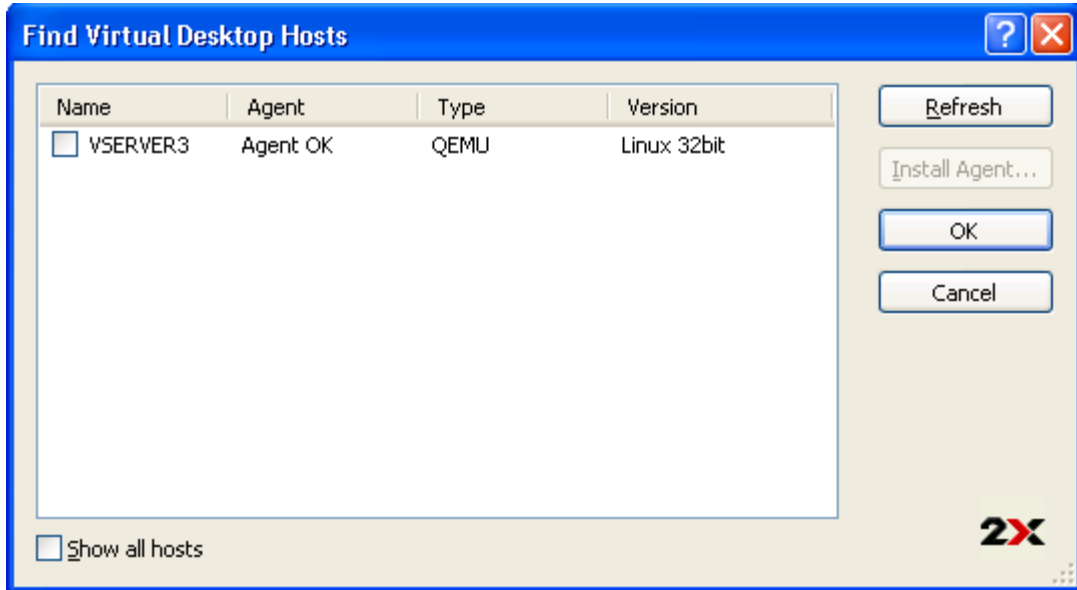 Find Virtual Desktop Hosts
Name Agent Type Version
VSERVER3 Agent OK QEMU Linux 32bit
Refresh
Install Agent...
OK
Cancel
Show all hosts
2X